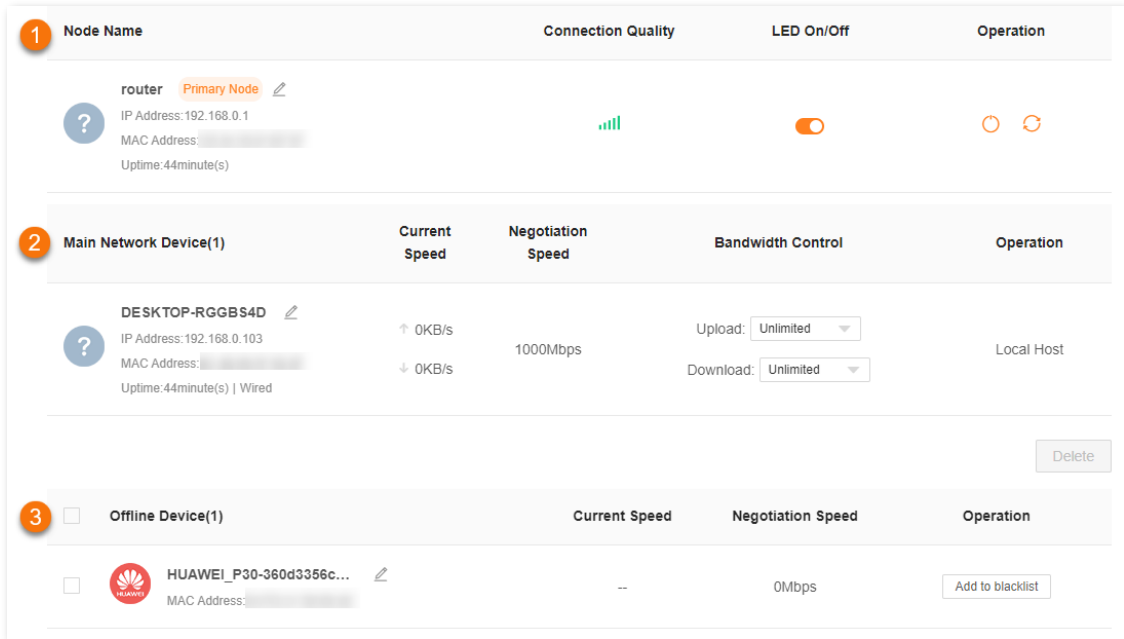 1 Node Name Connection Quality LED On/Off Operation
router Primary Node
? IP Address:192.168.0.1
MAC Address:
Uptime:44minute(s)
2 Main Network Device(1) Current Speed Negotiation Speed Bandwidth Control Operation
DESKTOP-RGGBS4D
? IP Address:192.168.0.103
MAC Address:
Uptime:44minute(s) | Wired
↑ 0KB/s
↓ 0KB/s
1000Mbps
Upload: Unlimited
Download: Unlimited
Local Host
Delete
3 Offline Device(1) Current Speed Negotiation Speed Operation
HUAWEI
HUAWEI_P30-360d3356c...
MAC Address:
-- 0Mbps Add to blacklist